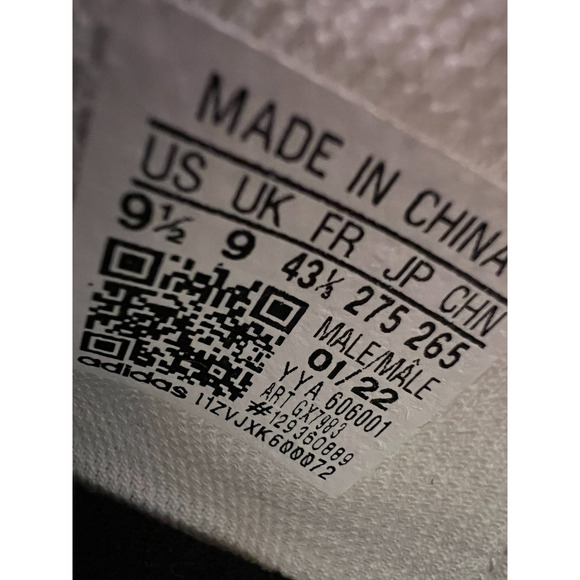 MADE IN CHINA
US UK FR JP CHN
9½ 9 43⅓ 275 265
MALE/MÂLE
01/22
YYA 606001
ART GX7983
#129360889
adidas 11ZVJXK600072